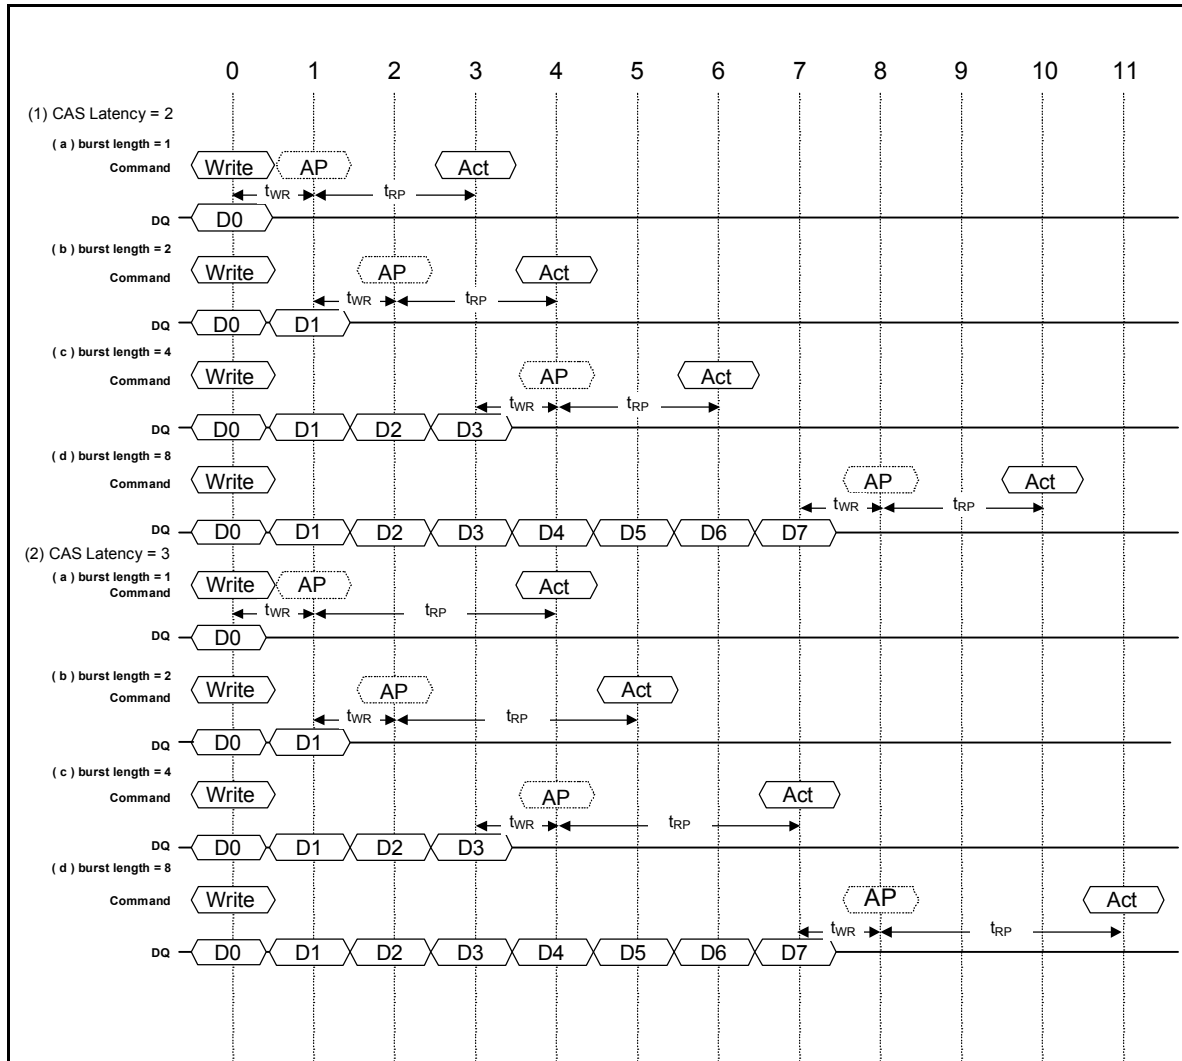 0 1 2 3 4 5 6 7 8 9 10 11
(1) CAS Latency = 2
( a ) burst length = 1
Command Write AP Act
tWR tRP
DQ D0
( b ) burst length = 2
Command Write AP Act
tWR tRP
DQ D0 D1
( c ) burst length = 4
Command Write AP Act
tWR tRP
DQ D0 D1 D2 D3
( d ) burst length = 8
Command Write AP Act
tWR tRP
DQ D0 D1 D2 D3 D4 D5 D6 D7
(2) CAS Latency = 3
( a ) burst length = 1
Command Write AP Act
tWR tRP
DQ D0
( b ) burst length = 2
Command Write AP Act
tWR tRP
DQ D0 D1
( c ) burst length = 4
Command Write AP Act
tWR tRP
DQ D0 D1 D2 D3
( d ) burst length = 8
Command Write AP Act
tWR tRP
DQ D0 D1 D2 D3 D4 D5 D6 D7